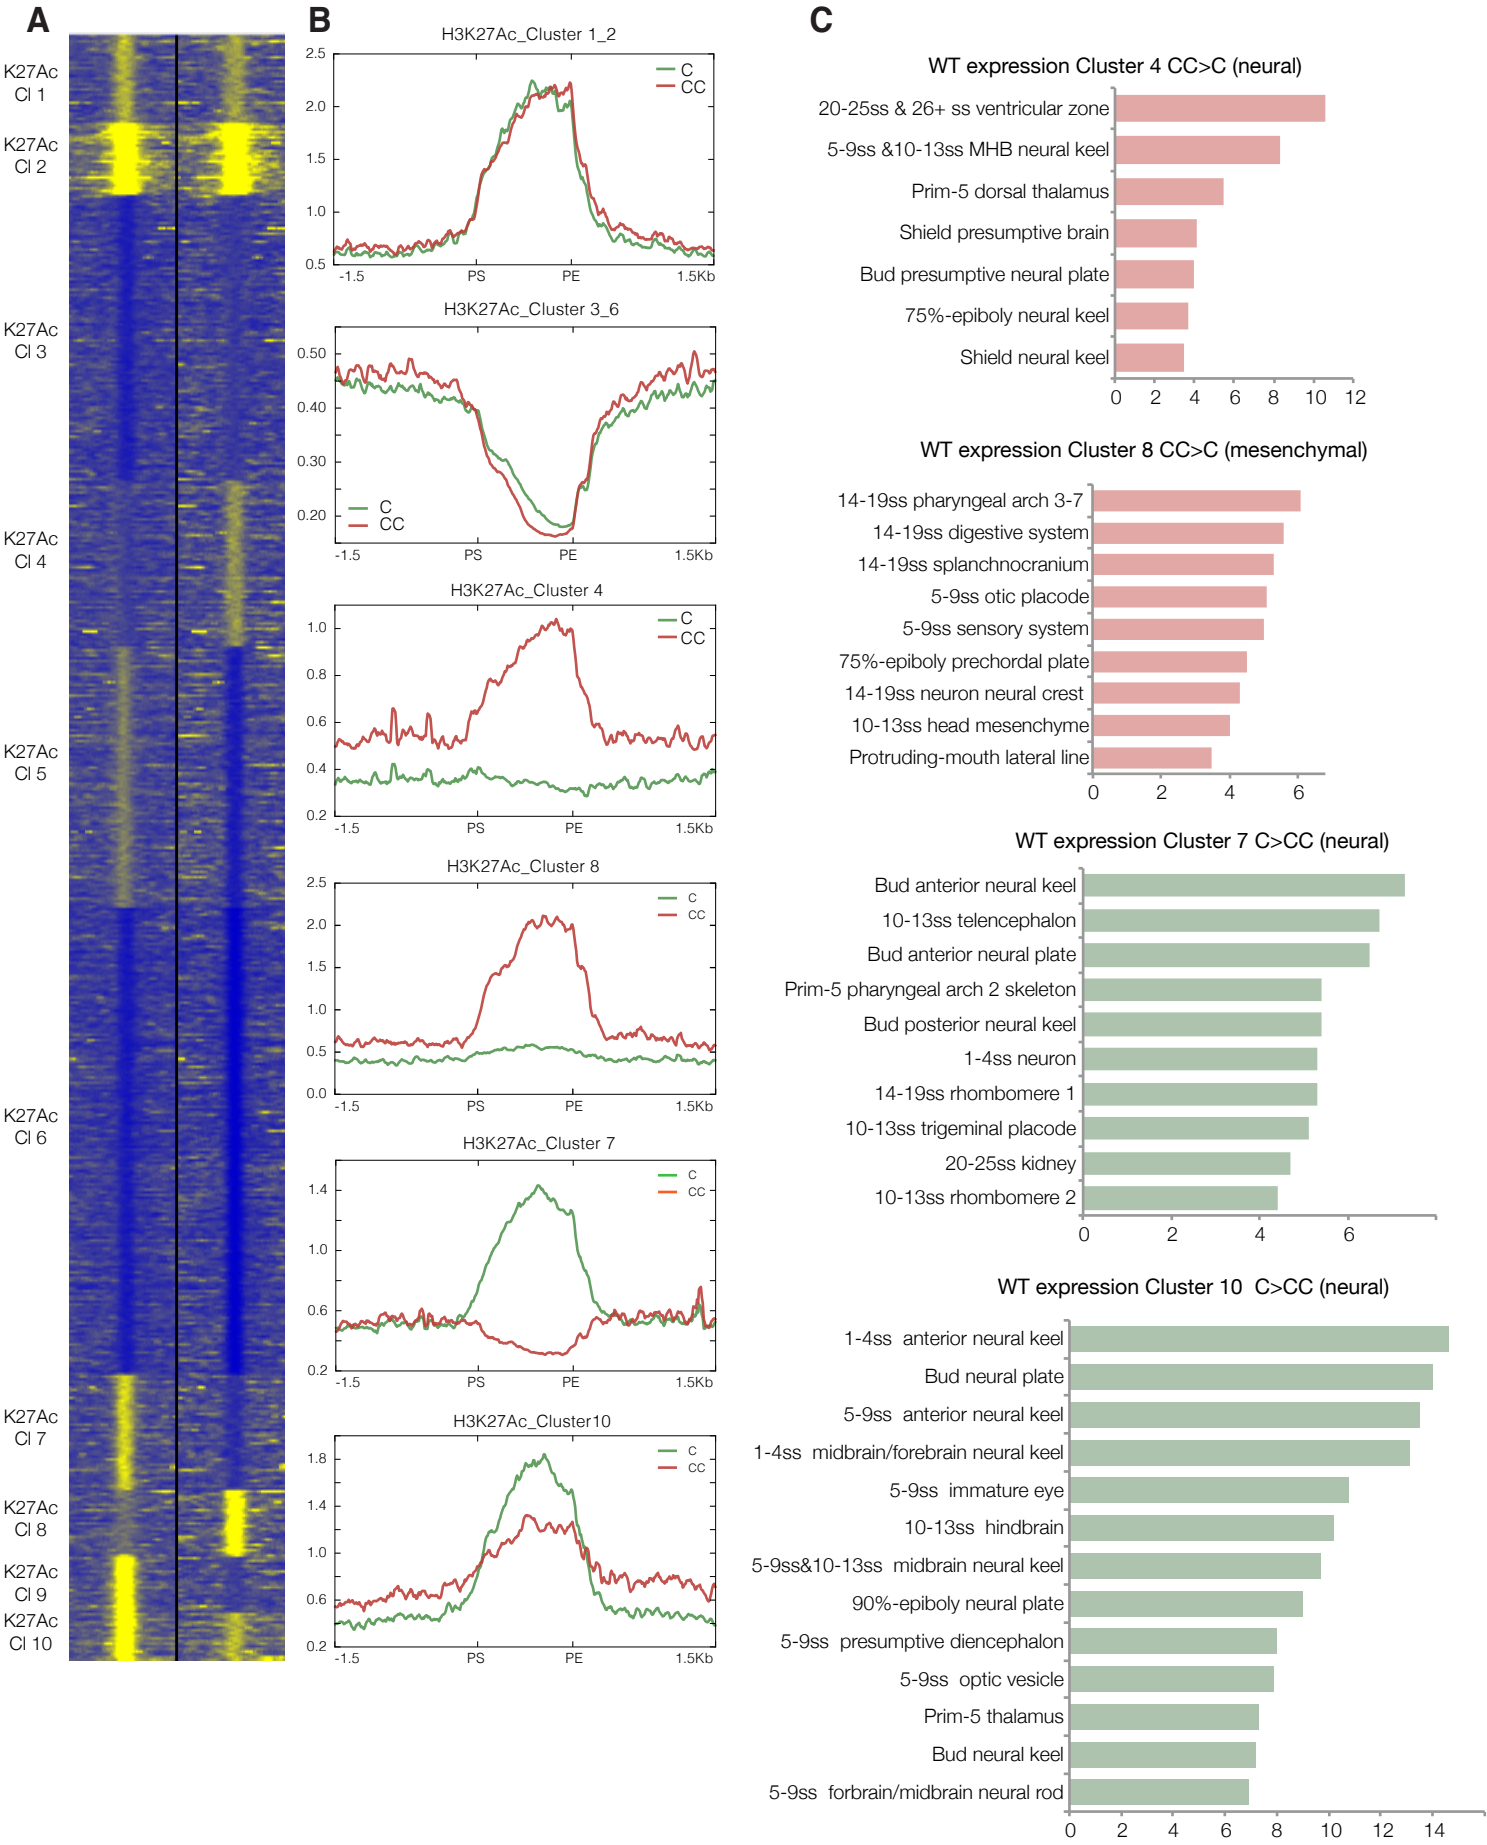 A
K27Ac
Cl 1
K27Ac
Cl 2
K27Ac
Cl 3
K27Ac
Cl 4
K27Ac
Cl 5
K27Ac
Cl 6
K27Ac
Cl 7
K27Ac
Cl 8
K27Ac
Cl 9
K27Ac
Cl 10
B
H3K27Ac_Cluster 1_2
2.5
2.0
1.5
1.0
0.5
C
CC
-1.5 PS PE 1.5Kb
H3K27Ac_Cluster 3_6
0.50
0.40
0.30
0.20
C
CC
-1.5 PS PE 1.5Kb
H3K27Ac_Cluster 4
1.0
0.8
0.6
0.4
0.2
C
CC
-1.5 PS PE 1.5Kb
H3K27Ac_Cluster 8
2.5
2.0
1.5
1.0
0.5
0.0
C
CC
-1.5 PS PE 1.5Kb
H3K27Ac_Cluster 7
1.4
1.0
0.6
0.2
C
CC
-1.5 PS PE 1.5Kb
H3K27Ac_Cluster10
1.8
1.4
1.0
0.6
0.2
C
CC
-1.5 PS PE 1.5Kb
C
WT expression Cluster 4 CC>C (neural)
20-25ss & 26+ ss ventricular zone
5-9ss &10-13ss MHB neural keel
Prim-5 dorsal thalamus
Shield presumptive brain
Bud presumptive neural plate
75%-epiboly neural keel
Shield neural keel
0 2 4 6 8 10 12
WT expression Cluster 8 CC>C (mesenchymal)
14-19ss pharyngeal arch 3-7
14-19ss digestive system
14-19ss splanchnocranium
5-9ss otic placode
5-9ss sensory system
75%-epiboly prechordal plate
14-19ss neuron neural crest
10-13ss head mesenchyme
Protruding-mouth lateral line
0 2 4 6
WT expression Cluster 7 C>CC (neural)
Bud anterior neural keel
10-13ss telencephalon
Bud anterior neural plate
Prim-5 pharyngeal arch 2 skeleton
Bud posterior neural keel
1-4ss neuron
14-19ss rhombomere 1
10-13ss trigeminal placode
20-25ss kidney
10-13ss rhombomere 2
0 2 4 6
WT expression Cluster 10 C>CC (neural)
1-4ss anterior neural keel
Bud neural plate
5-9ss anterior neural keel
1-4ss midbrain/forebrain neural keel
5-9ss immature eye
10-13ss hindbrain
5-9ss&10-13ss midbrain neural keel
90%-epiboly neural plate
5-9ss presumptive diencephalon
5-9ss optic vesicle
Prim-5 thalamus
Bud neural keel
5-9ss forbrain/midbrain neural rod
0 2 4 6 8 10 12 14